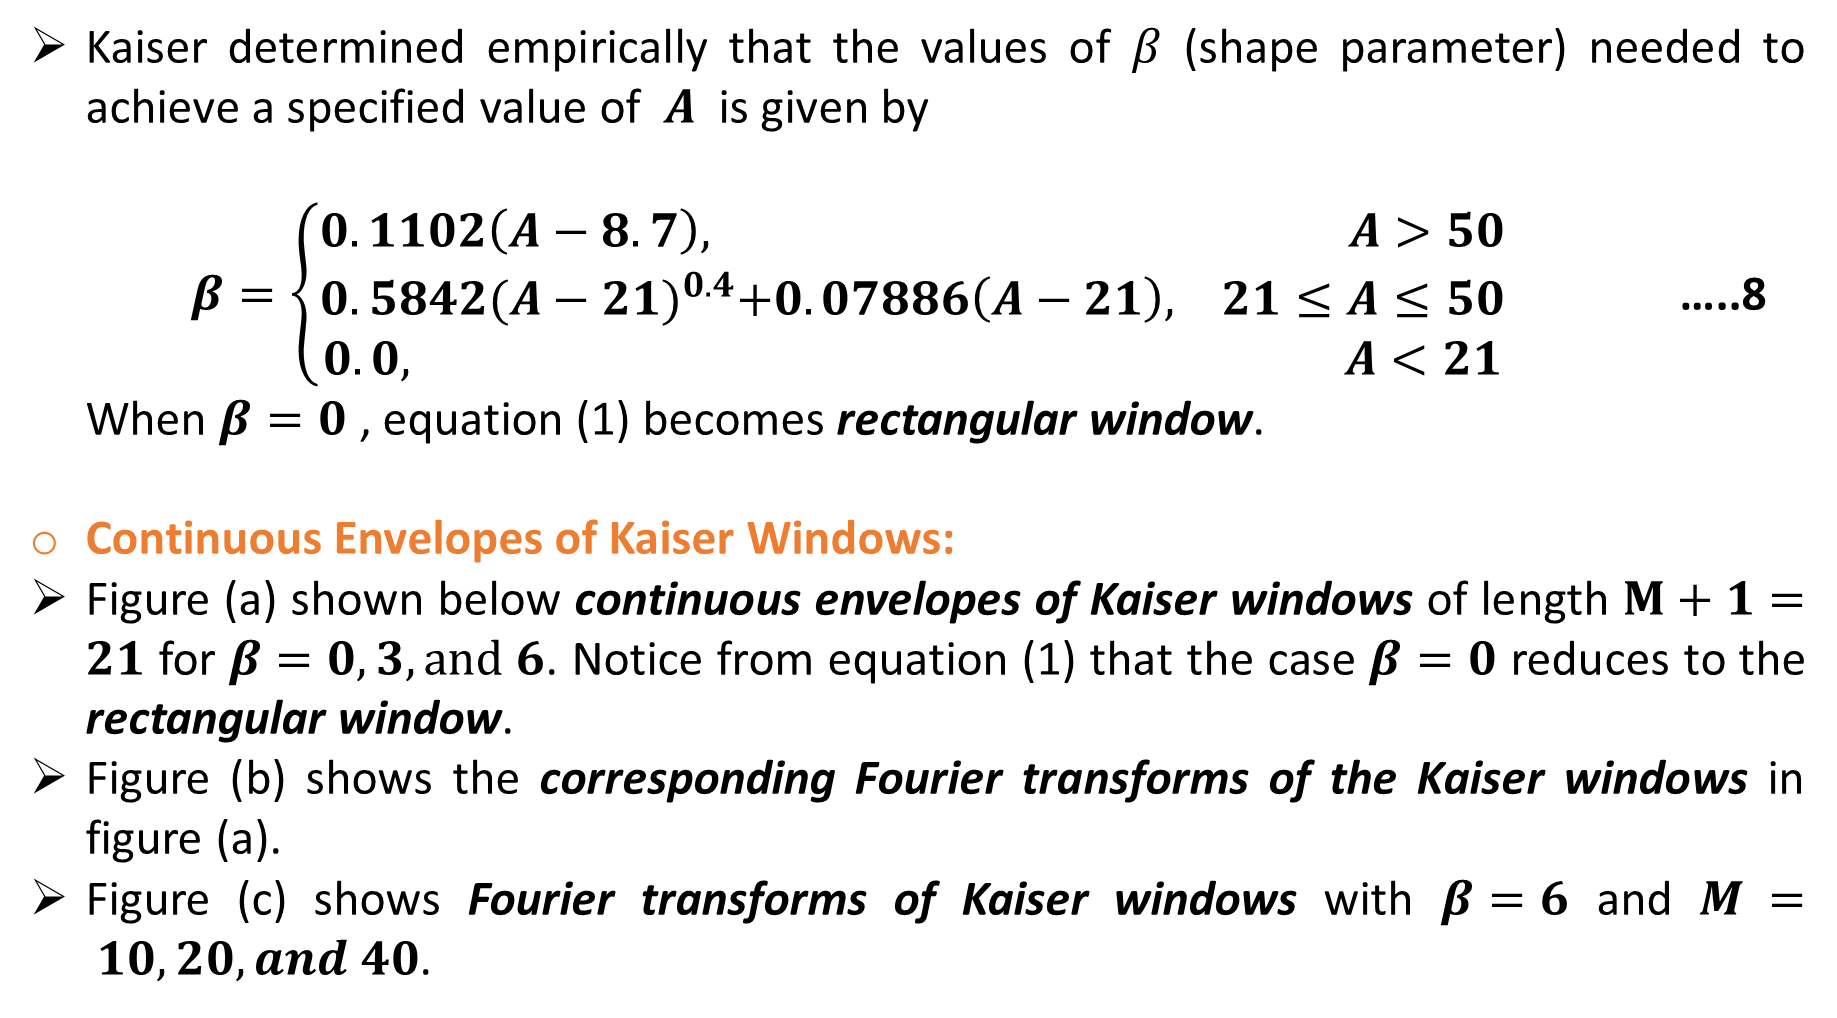 ➢ Kaiser determined empirically that the values of β (shape parameter) needed to
achieve a specified value of A is given by
β = {0.1102(A − 8.7), A > 50
0.5842(A − 21)^0.4+0.07886(A − 21), 21 ≤ A ≤ 50 .....8
0.0, A < 21
When β = 0 , equation (1) becomes rectangular window.
o Continuous Envelopes of Kaiser Windows:
➢ Figure (a) shown below continuous envelopes of Kaiser windows of length M + 1 =
21 for β = 0, 3, and 6. Notice from equation (1) that the case β = 0 reduces to the
rectangular window.
➢ Figure (b) shows the corresponding Fourier transforms of the Kaiser windows in
figure (a).
➢ Figure (c) shows Fourier transforms of Kaiser windows with β = 6 and M =
10, 20, and 40.